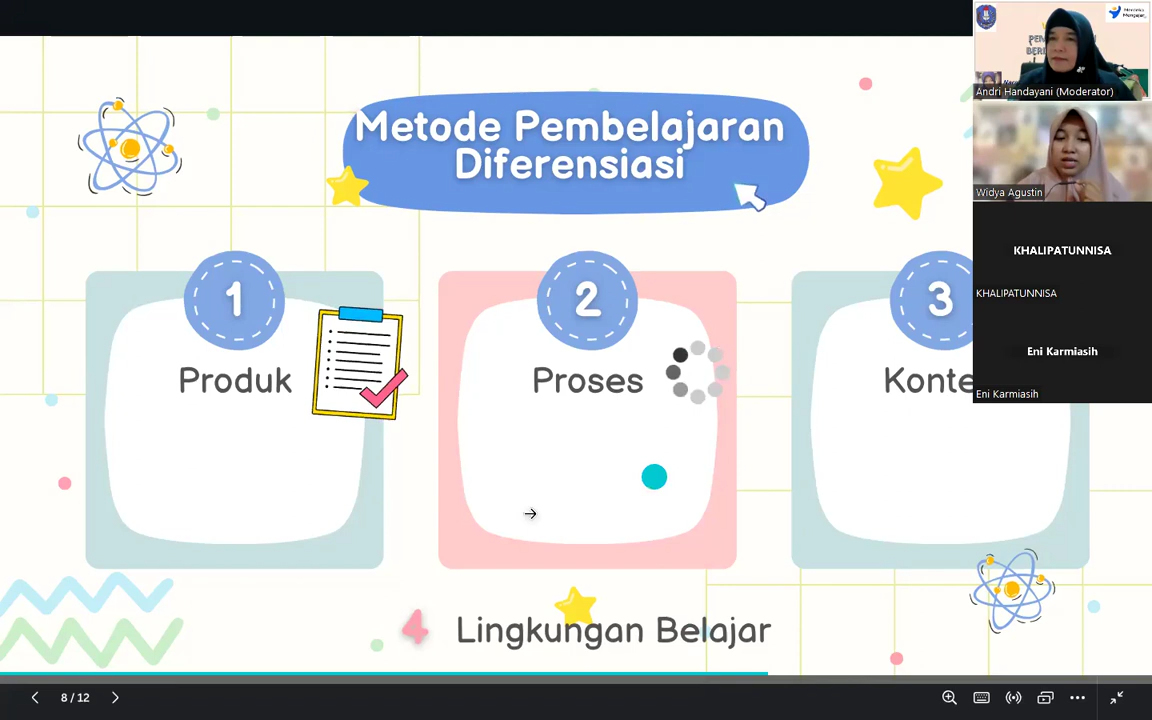 Metode Pembelajaran
Diferensiasi
1
Produk
2
Proses
3
Konte
4 Lingkungan Belajar
Andri Handayani (Moderator)
Widya Agustin
KHALIPATUNNISA
KHALIPATUNNISA
Eni Karmiasih
Eni Karmiasih
8 / 12